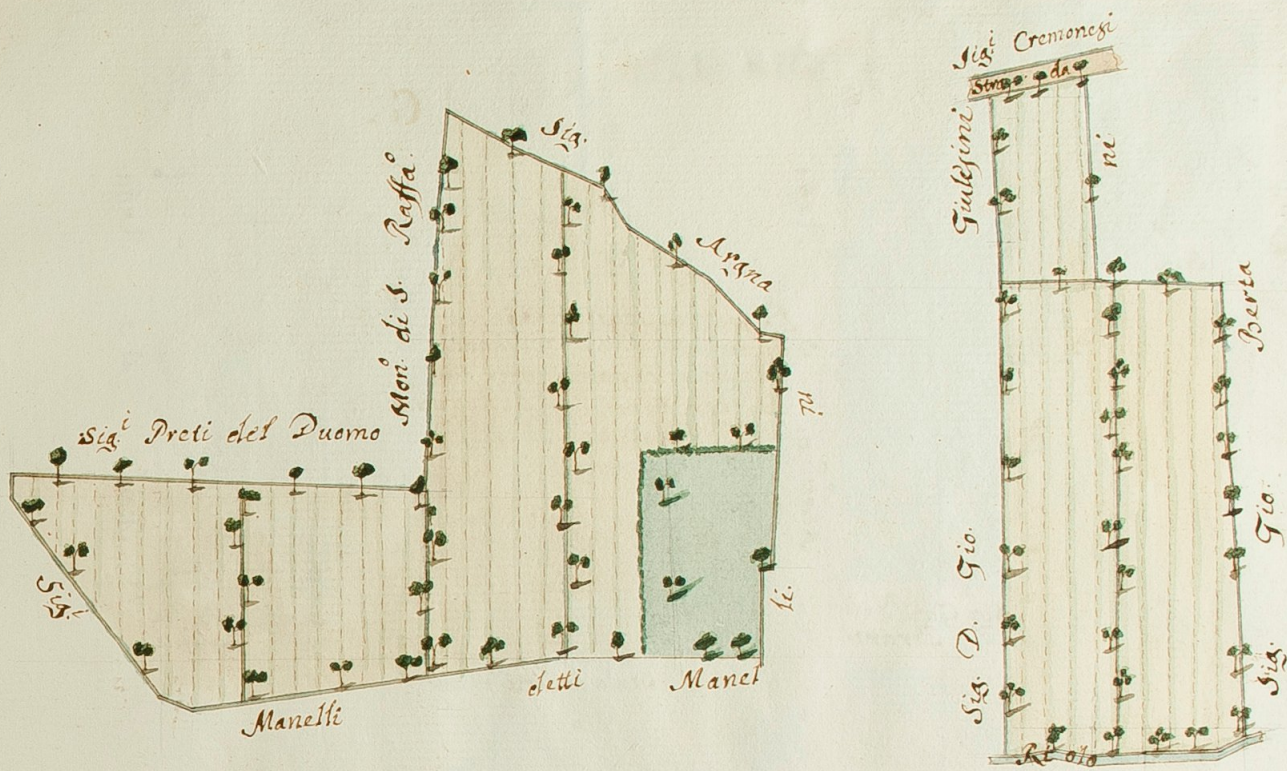 Sig.i Preti del Duomo
Mon.o di S. Raffa.o
Sig. Argna
ni
Sig.i
Manelli
detti Manel
li.
Sig.i Cremonesi
Strada
Sig. D. Gio. Giulesini
Sig. Gio. Berta
ni